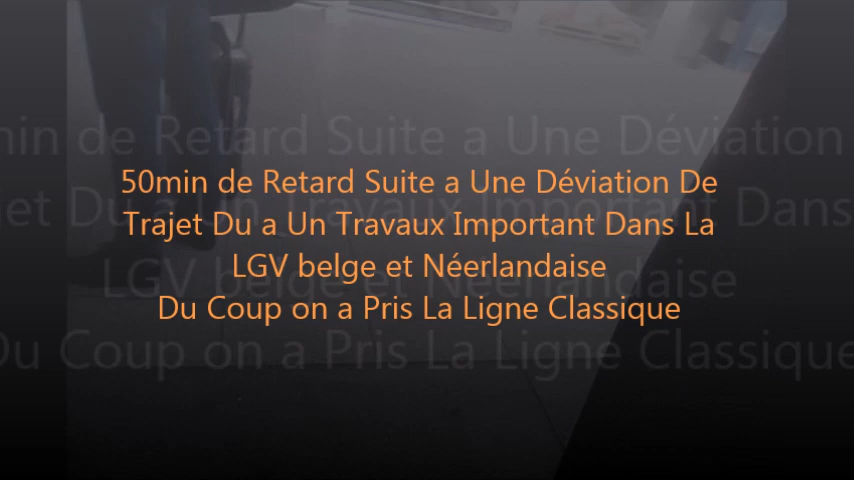 50min de Retard Suite a Une Déviation De
Trajet Du a Un Travaux Important Dans La
LGV belge et Néerlandaise
Du Coup on a Pris La Ligne Classique